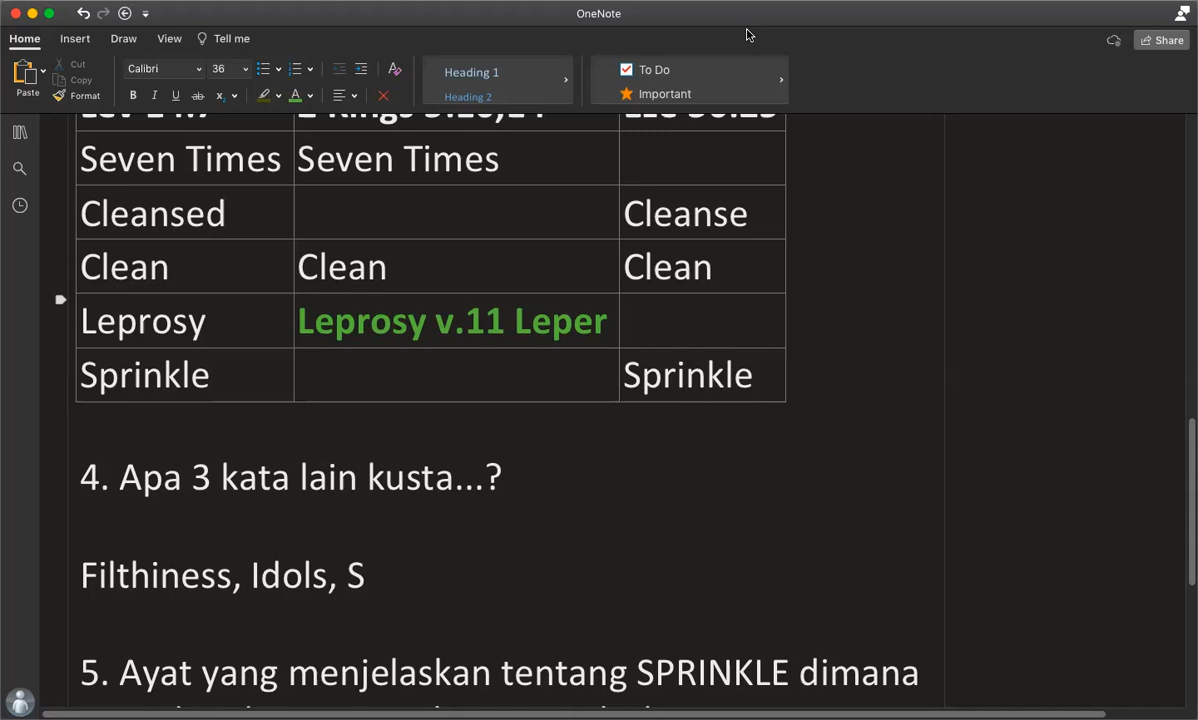 OneNote
Home Insert Draw View Tell me
Share
Paste
Cut
Copy
Format
Calibri 36
B I U ab x₂ A
Heading 1
Heading 2
To Do
Important
Seven Times Seven Times
Cleansed Cleanse
Clean Clean Clean
Leprosy Leprosy v.11 Leper
Sprinkle Sprinkle
4. Apa 3 kata lain kusta...?
Filthiness, Idols, S
5. Ayat yang menjelaskan tentang SPRINKLE dimana